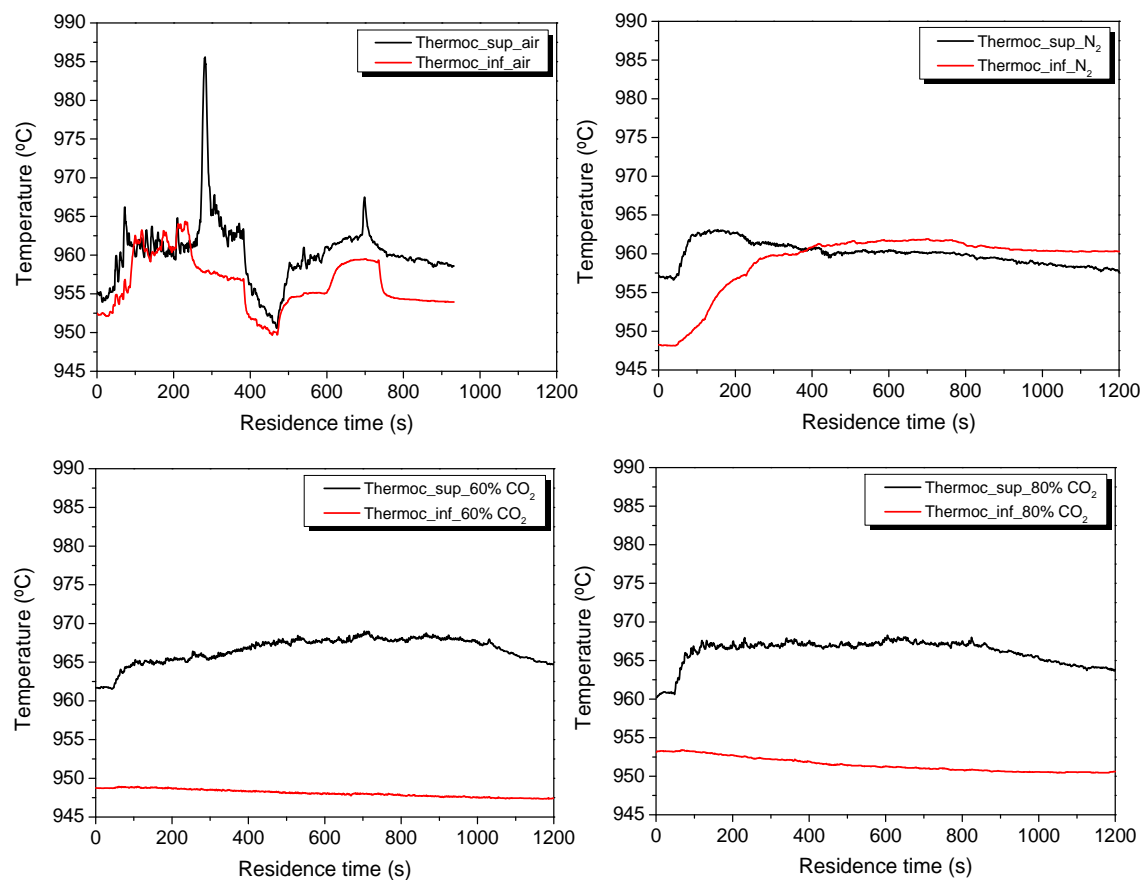 990
985
980
975
970
965
960
955
950
945
Temperature (ºC)
0 200 400 600 800 1000 1200
Residence time (s)
Thermoc_sup_air
Thermoc_inf_air
990
985
980
975
970
965
960
955
950
945
Temperature (ºC)
0 200 400 600 800 1000 1200
Residence time (s)
Thermoc_sup_N₂
Thermoc_inf_N₂
990
985
980
975
970
965
960
955
950
945
Temperature (ºC)
0 200 400 600 800 1000 1200
Residence time (s)
Thermoc_sup_60% CO₂
Thermoc_inf_60% CO₂
990
985
980
975
970
965
960
955
950
945
Temperature (ºC)
0 200 400 600 800 1000 1200
Residence time (s)
Thermoc_sup_80% CO₂
Thermoc_inf_80% CO₂